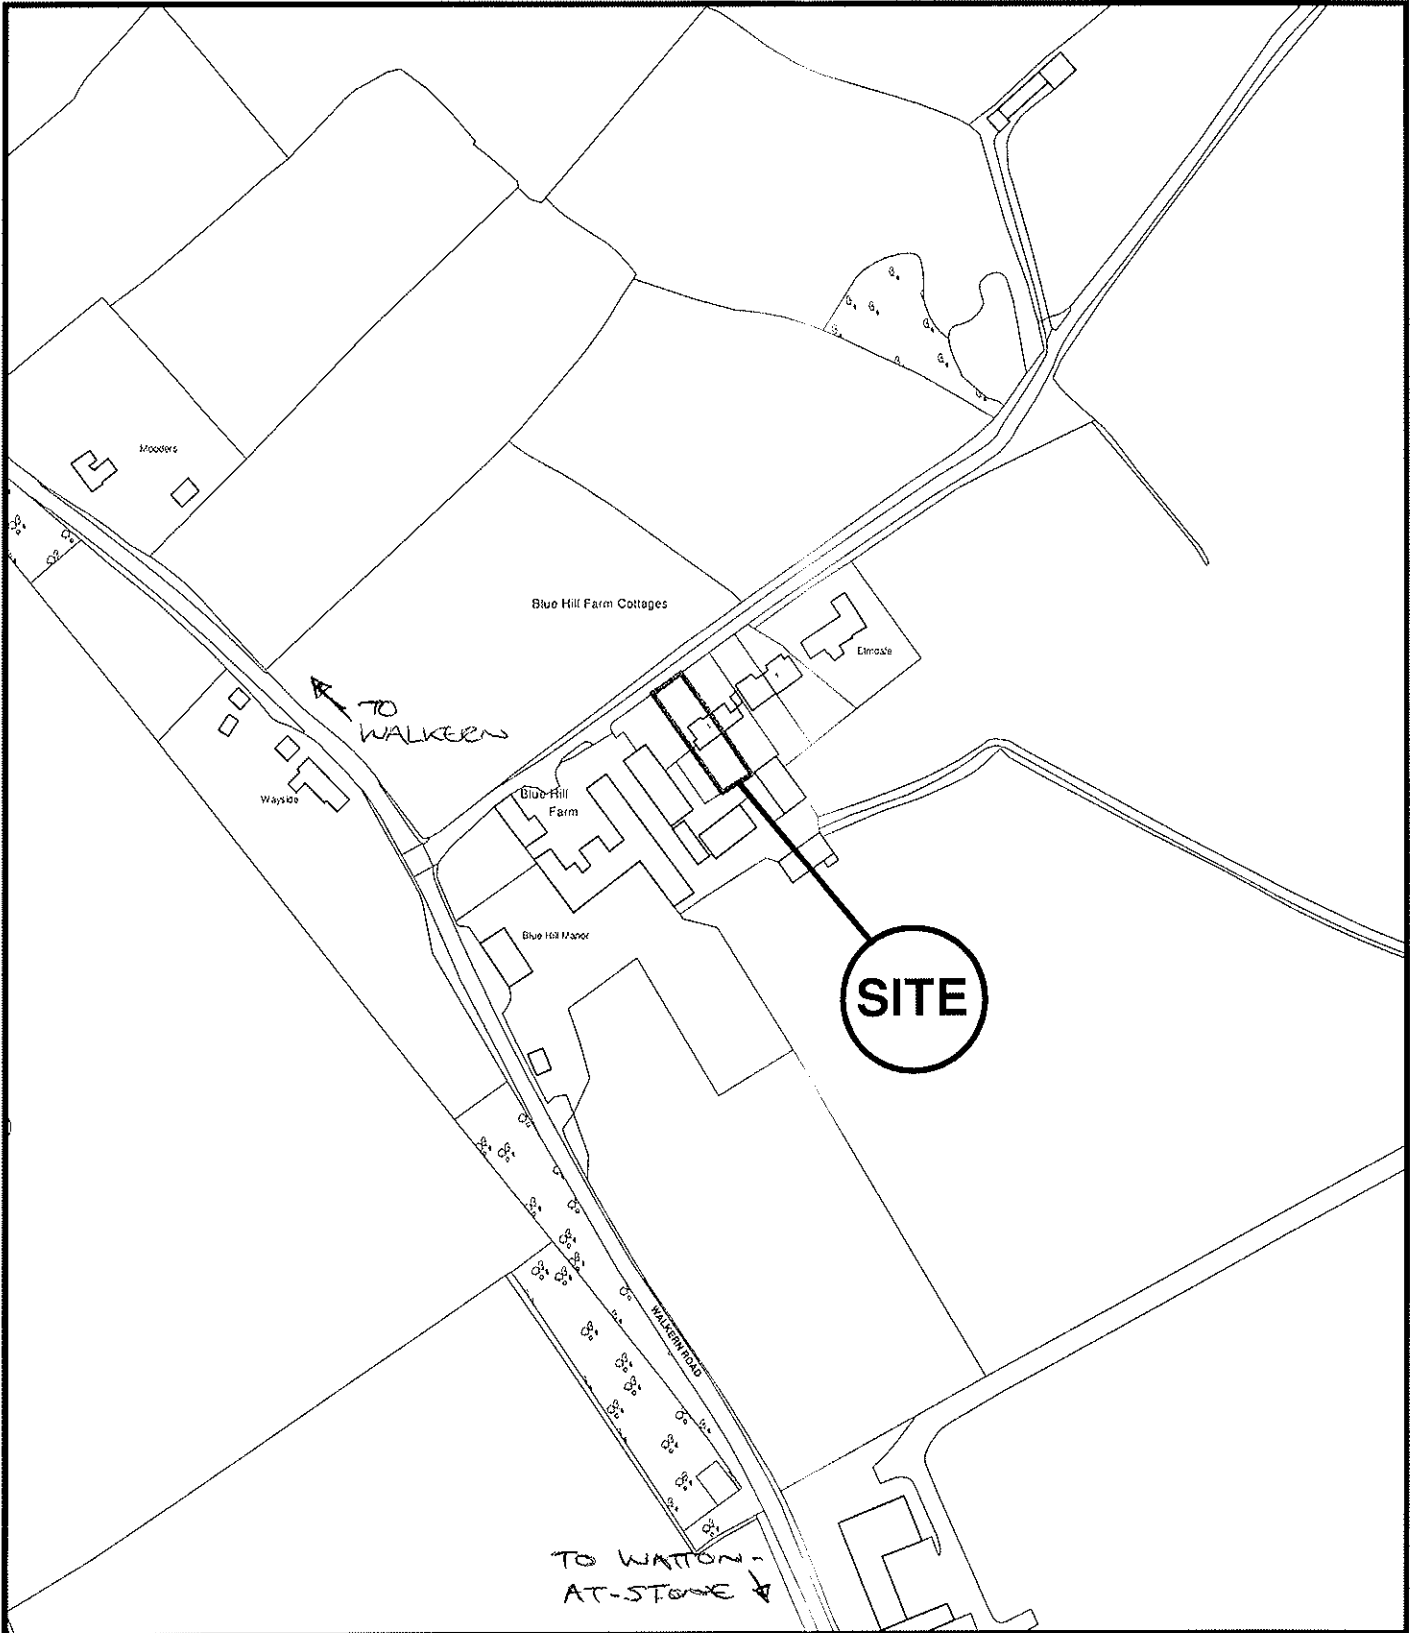 Mooders
Blue Hill Farm Cottages
Elmdale
TO
WALKERN
Wayside
Blue Hill
Farm
Blue Hill Manor
SITE
WALKERN ROAD
TO WATTON-
AT-STONE